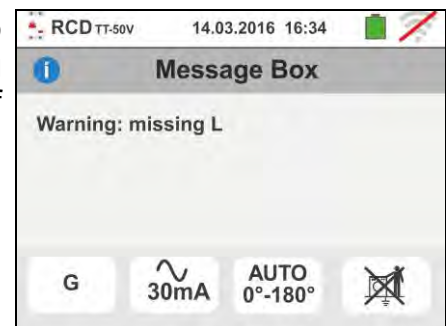 RCD TT-50V 14.03.2016 16:34
Message Box
Warning: missing L
G 30mA AUTO
0°-180°